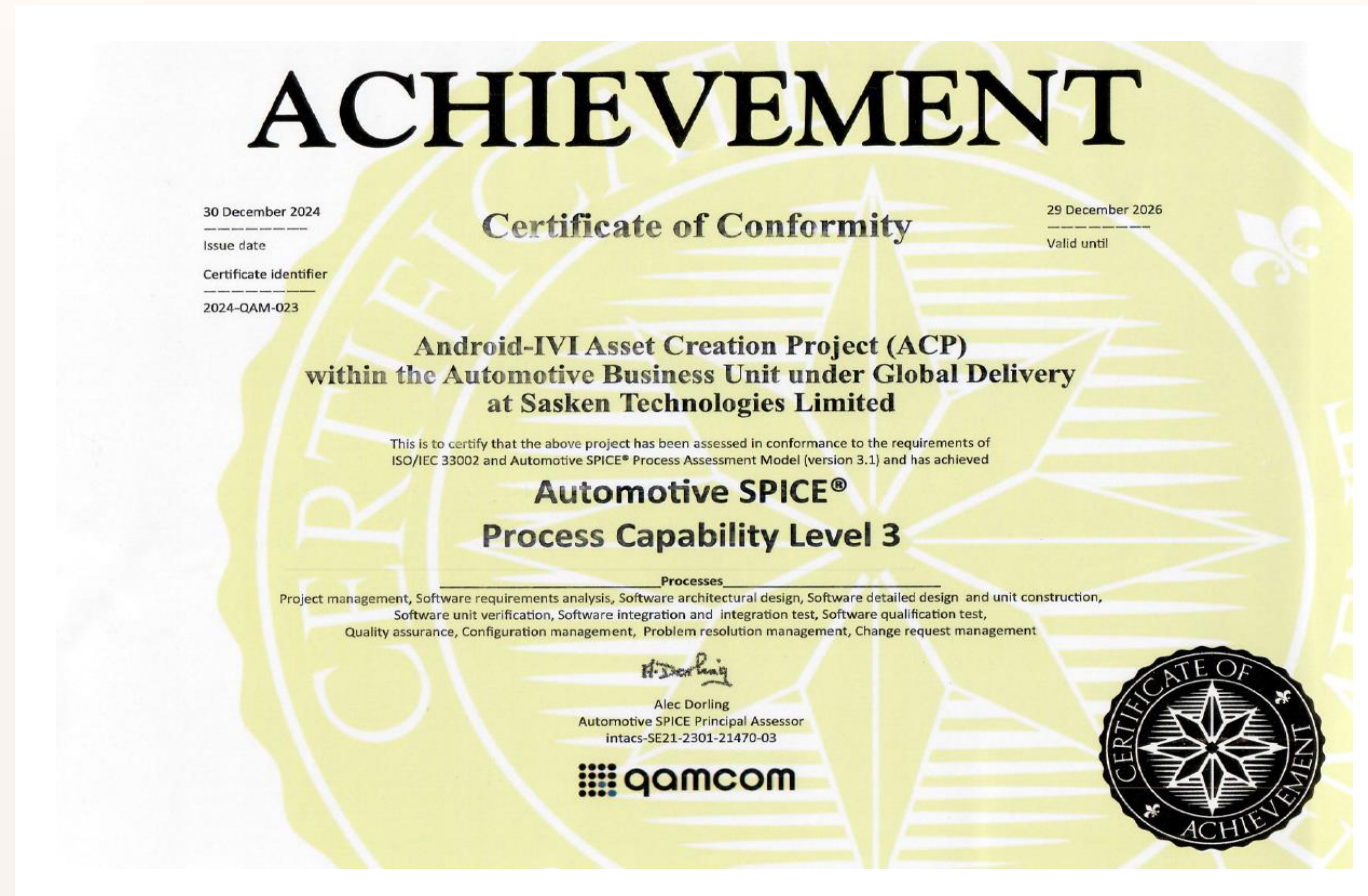 ACHIEVEMENT
30 December 2024
Issue date
Certificate identifier
2024-QAM-023
Certificate of Conformity
29 December 2026
Valid until
Android-IVI Asset Creation Project (ACP)
within the Automotive Business Unit under Global Delivery
at Sasken Technologies Limited
This is to certify that the above project has been assessed in conformance to the requirements of
ISO/IEC 33002 and Automotive SPICE® Process Assessment Model (version 3.1) and has achieved
Automotive SPICE®
Process Capability Level 3
Processes
Project management, Software requirements analysis, Software architectural design, Software detailed design and unit construction,
Software unit verification, Software integration and integration test, Software qualification test,
Quality assurance, Configuration management, Problem resolution management, Change request management
A. Dorling
Alec Dorling
Automotive SPICE Principal Assessor
intacs-SE21-2301-21470-03
qamcom
CERTIFICATE OF
ACHIEVEMENT